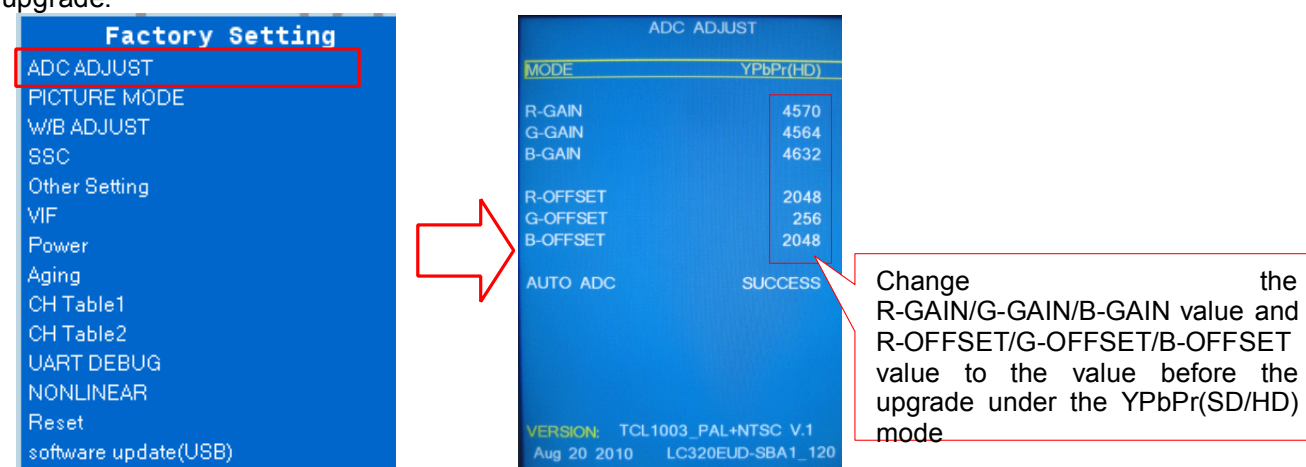 upgrade.
Factory Setting
ADC ADJUST
PICTURE MODE
W/B ADJUST
SSC
Other Setting
VIF
Power
Aging
CH Table1
CH Table2
UART DEBUG
NONLINEAR
Reset
software update(USB)
ADC ADJUST
MODE YPbPr(HD)
R-GAIN 4570
G-GAIN 4564
B-GAIN 4632
R-OFFSET 2048
G-OFFSET 256
B-OFFSET 2048
AUTO ADC SUCCESS
VERSION: TCL1003_PAL+NTSC V.1
Aug 20 2010 LC320EUD-SBA1_120
Change the
R-GAIN/G-GAIN/B-GAIN value and
R-OFFSET/G-OFFSET/B-OFFSET
value to the value before the
upgrade under the YPbPr(SD/HD)
mode